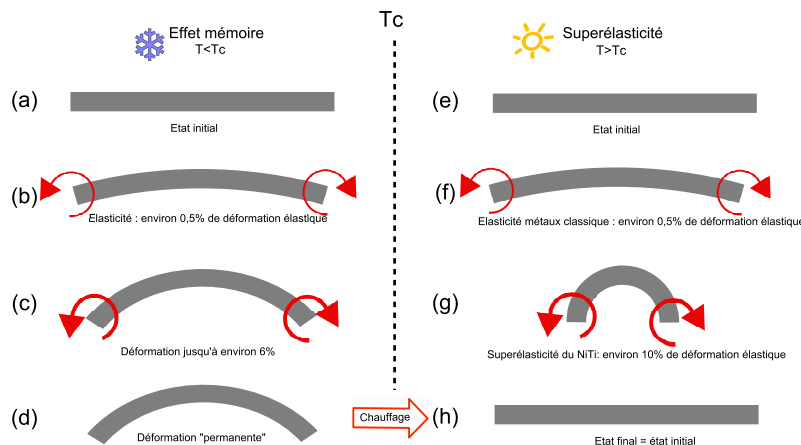 Tc
Effet mémoire
T<Tc
Superélasticité
T>Tc
(a)
Etat initial
(e)
Etat initial
(b)
Elasticité : environ 0,5% de déformation élastique
(f)
Elasticité métaux classique : environ 0,5% de déformation élastique
(c)
Déformation jusqu'à environ 6%
(g)
Superélasticité du NiTi: environ 10% de déformation élastique
(d)
Déformation "permanente"
Chauffage
(h)
Etat final = état initial